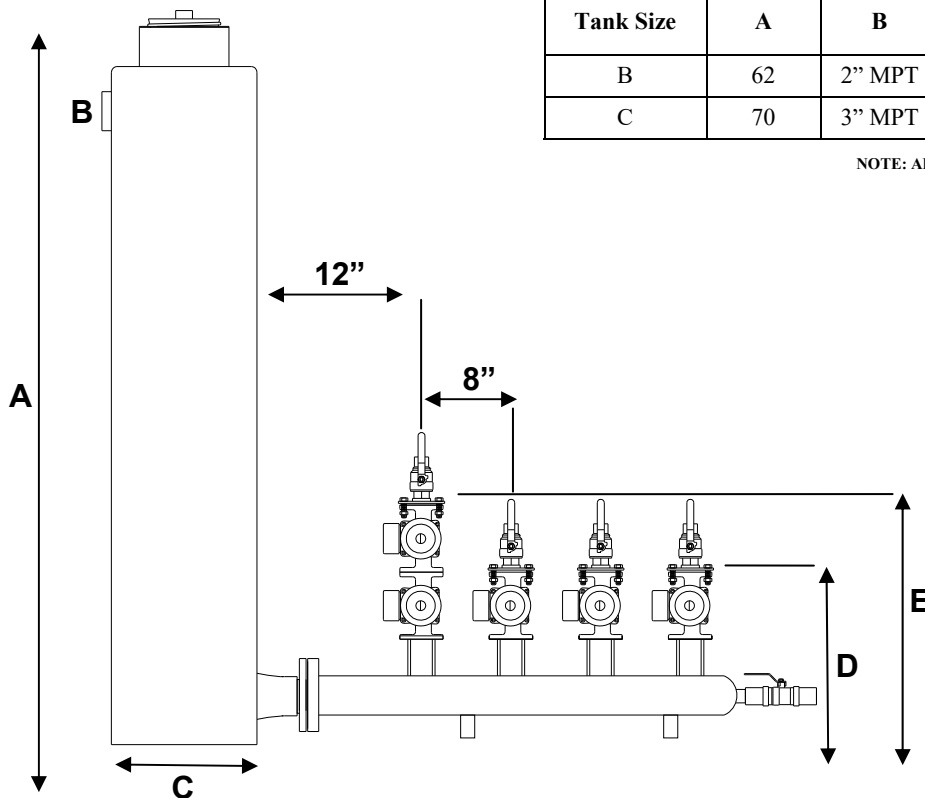 Tank Size A B
B 62 2” MPT
C 70 3” MPT
NOTE:
B
12”
8”
A
E
D
C